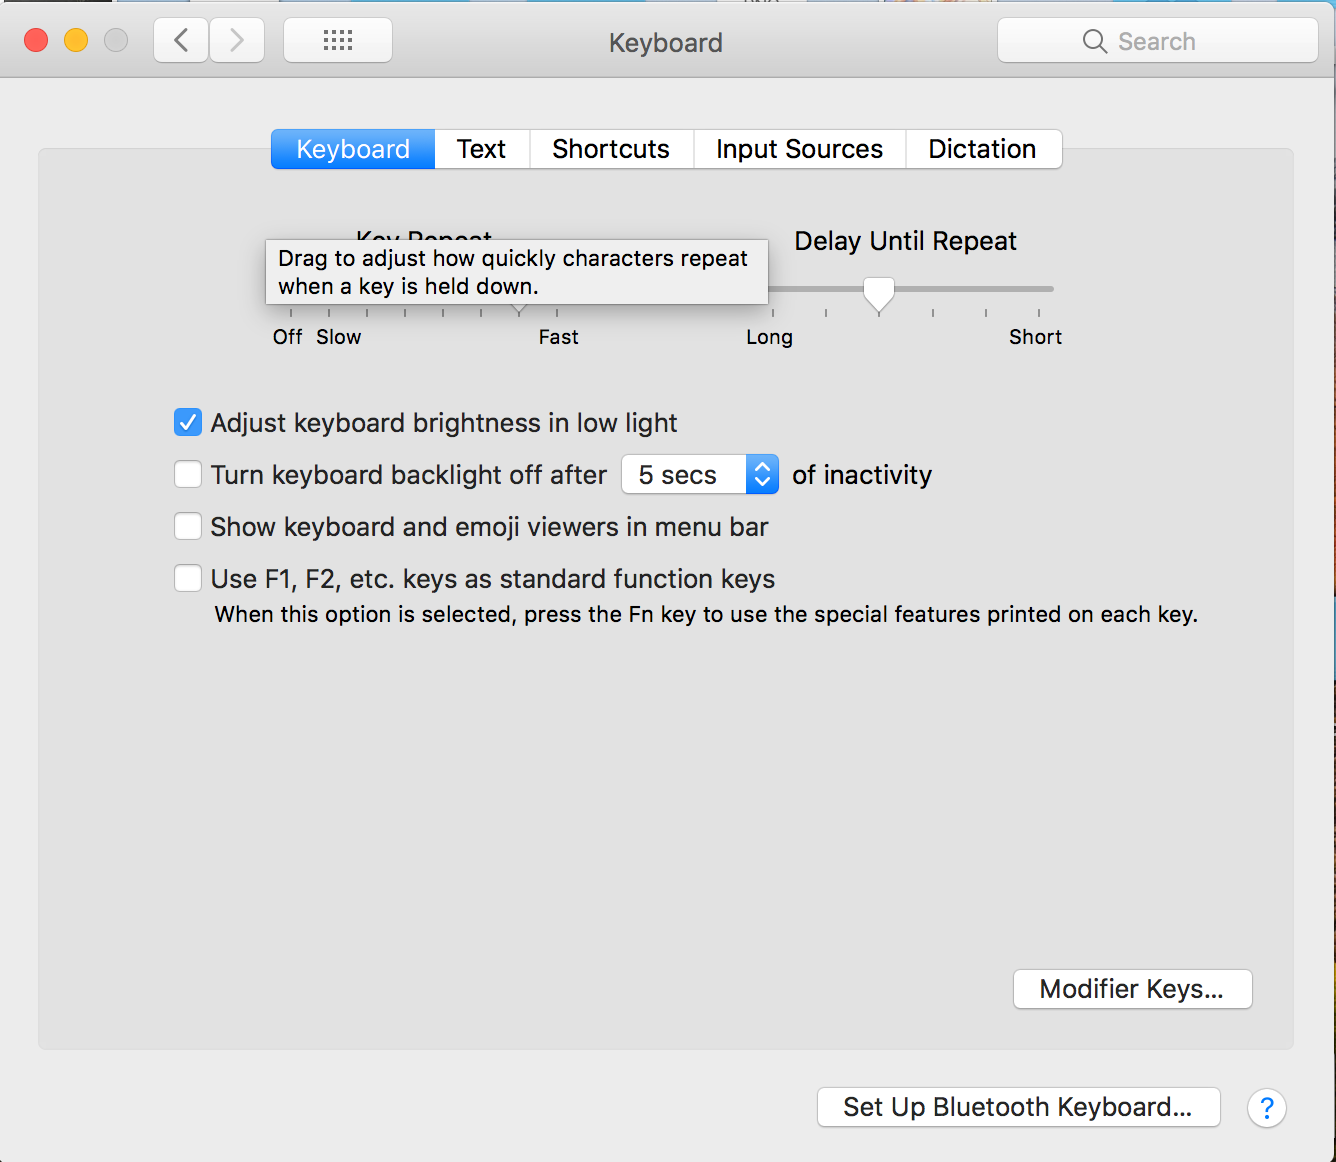 Keyboard
Search
Keyboard Text Shortcuts Input Sources Dictation
Key Repeat Delay Until Repeat
Drag to adjust how quickly characters repeat
when a key is held down.
Off Slow Fast Long Short
Adjust keyboard brightness in low light
Turn keyboard backlight off after 5 secs of inactivity
Show keyboard and emoji viewers in menu bar
Use F1, F2, etc. keys as standard function keys
When this option is selected, press the Fn key to use the special features printed on each key.
Modifier Keys...
Set Up Bluetooth Keyboard...
?